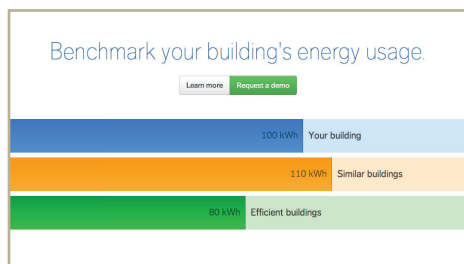 Benchmark your building's energy usage.
Learn more Request a demo
100 kWh Your building
110 kWh Similar buildings
80 kWh Efficient buildings